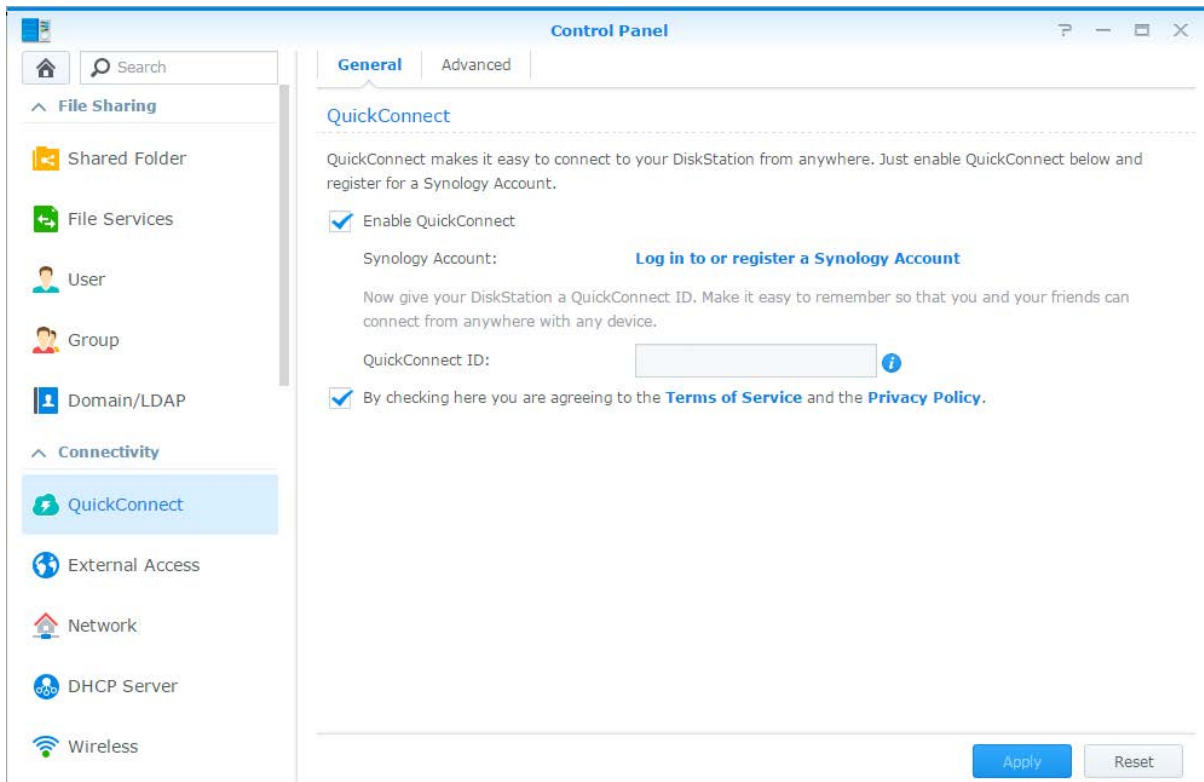 Control Panel
Search
General
Advanced
File Sharing
Shared Folder
File Services
User
Group
Domain/LDAP
Connectivity
QuickConnect
External Access
Network
DHCP Server
Wireless
QuickConnect
QuickConnect makes it easy to connect to your DiskStation from anywhere. Just enable QuickConnect below and
register for a Synology Account.
Enable QuickConnect
Synology Account: Log in to or register a Synology Account
Now give your DiskStation a QuickConnect ID. Make it easy to remember so that you and your friends can
connect from anywhere with any device.
QuickConnect ID:
By checking here you are agreeing to the Terms of Service and the Privacy Policy.
Apply
Reset